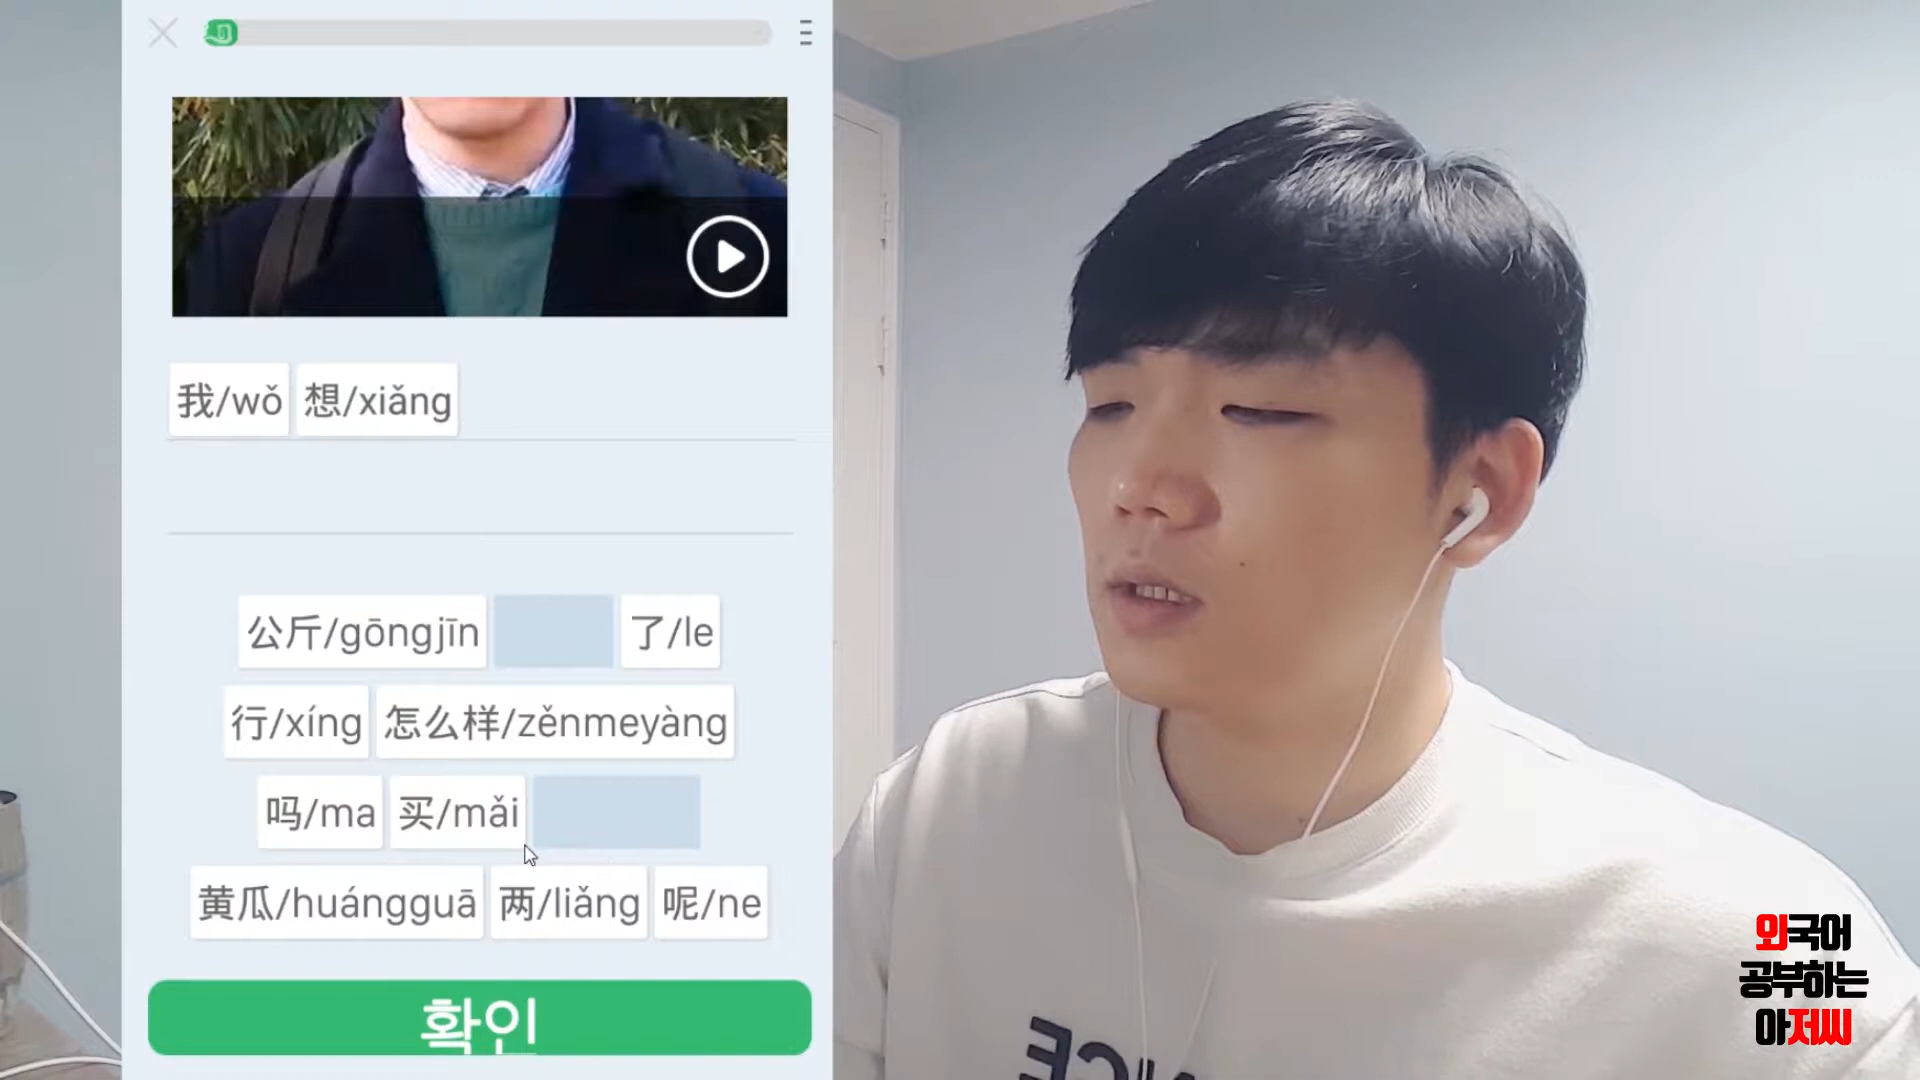 我/wǒ 想/xiǎng
公斤/gōngjīn 了/le
行/xíng 怎么样/zěnmeyàng
吗/ma 买/mǎi
黄瓜/huángguā 两/liǎng 呢/ne
확인
외국어
공부하는
아저씨